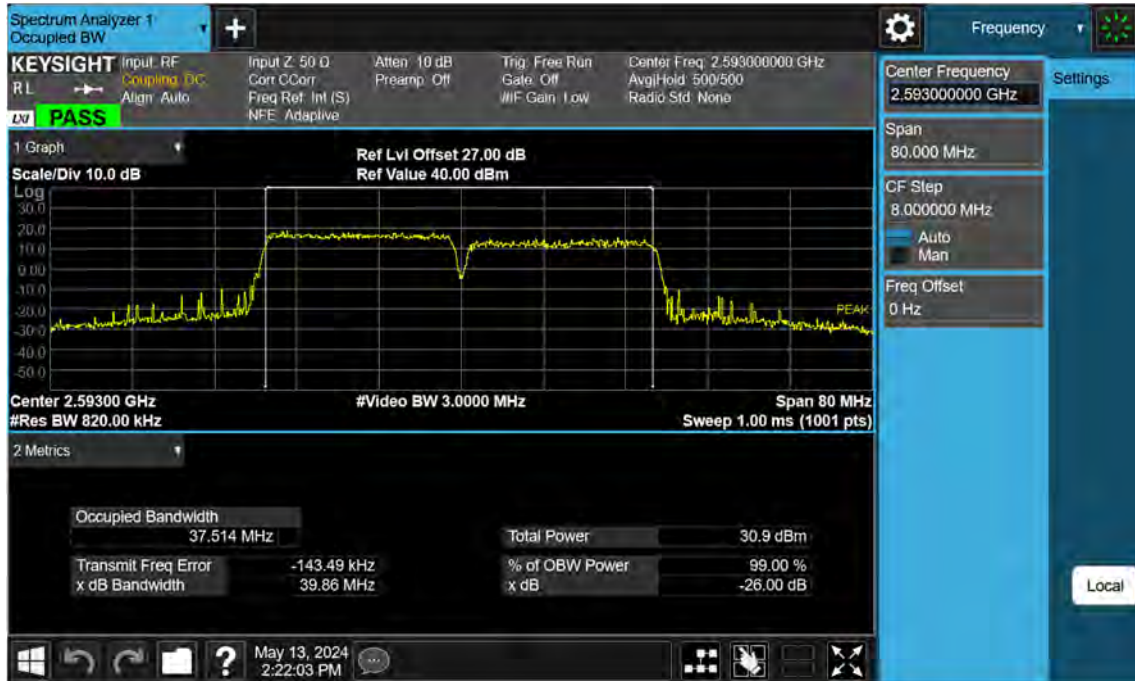 Spectrum Analyzer 1
Occupied BW
+
Frequency
KEYSIGHT
Input: RF
Input Z: 50 Ω
Atten: 10 dB
Trig: Free Run
Center Freq: 2.593000000 GHz
R L
Coupling: DC
Corr CCorr
Preamp: Off
Gate: Off
Avg|Hold: 500/500
Align: Auto
Freq Ref: Int (S)
#IF Gain: Low
Radio Std: None
LXI
PASS
NFE: Adaptive
Center Frequency
2.593000000 GHz
Settings
Span
80.000 MHz
CF Step
8.000000 MHz
Auto
Man
Freq Offset
0 Hz
1 Graph
Ref Lvl Offset 27.00 dB
Scale/Div 10.0 dB
Ref Value 40.00 dBm
Log
30.0
20.0
10.0
0.00
-10.0
-20.0
-30.0
-40.0
-50.0
PEAK
Center 2.59300 GHz
#Video BW 3.0000 MHz
Span 80 MHz
#Res BW 820.00 kHz
Sweep 1.00 ms (1001 pts)
2 Metrics
Occupied Bandwidth
37.514 MHz
Total Power
30.9 dBm
Transmit Freq Error
-143.49 kHz
% of OBW Power
99.00 %
x dB Bandwidth
39.86 MHz
x dB
-26.00 dB
Local
?
May 13, 2024
2:22:03 PM